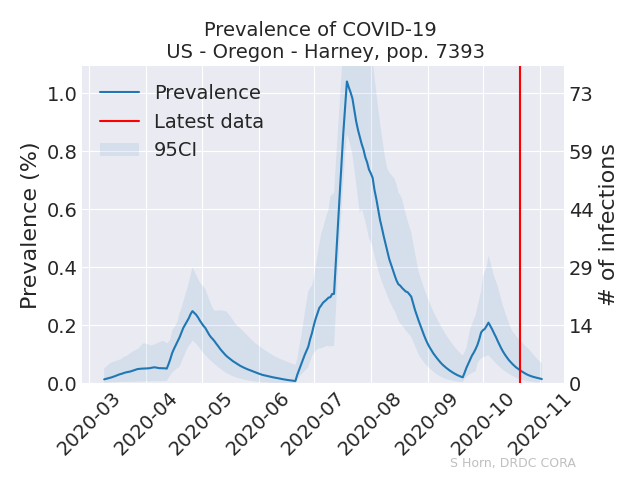 Prevalence of COVID-19
US - Oregon - Harney, pop. 7393
Prevalence
Latest data
95CI
Prevalence (%)
1.0
0.8
0.6
0.4
0.2
0.0
73
59
44
29
14
0
# of infections
2020-03
2020-04
2020-05
2020-06
2020-07
2020-08
2020-09
2020-10
2020-11
S Horn, DRDC CORA